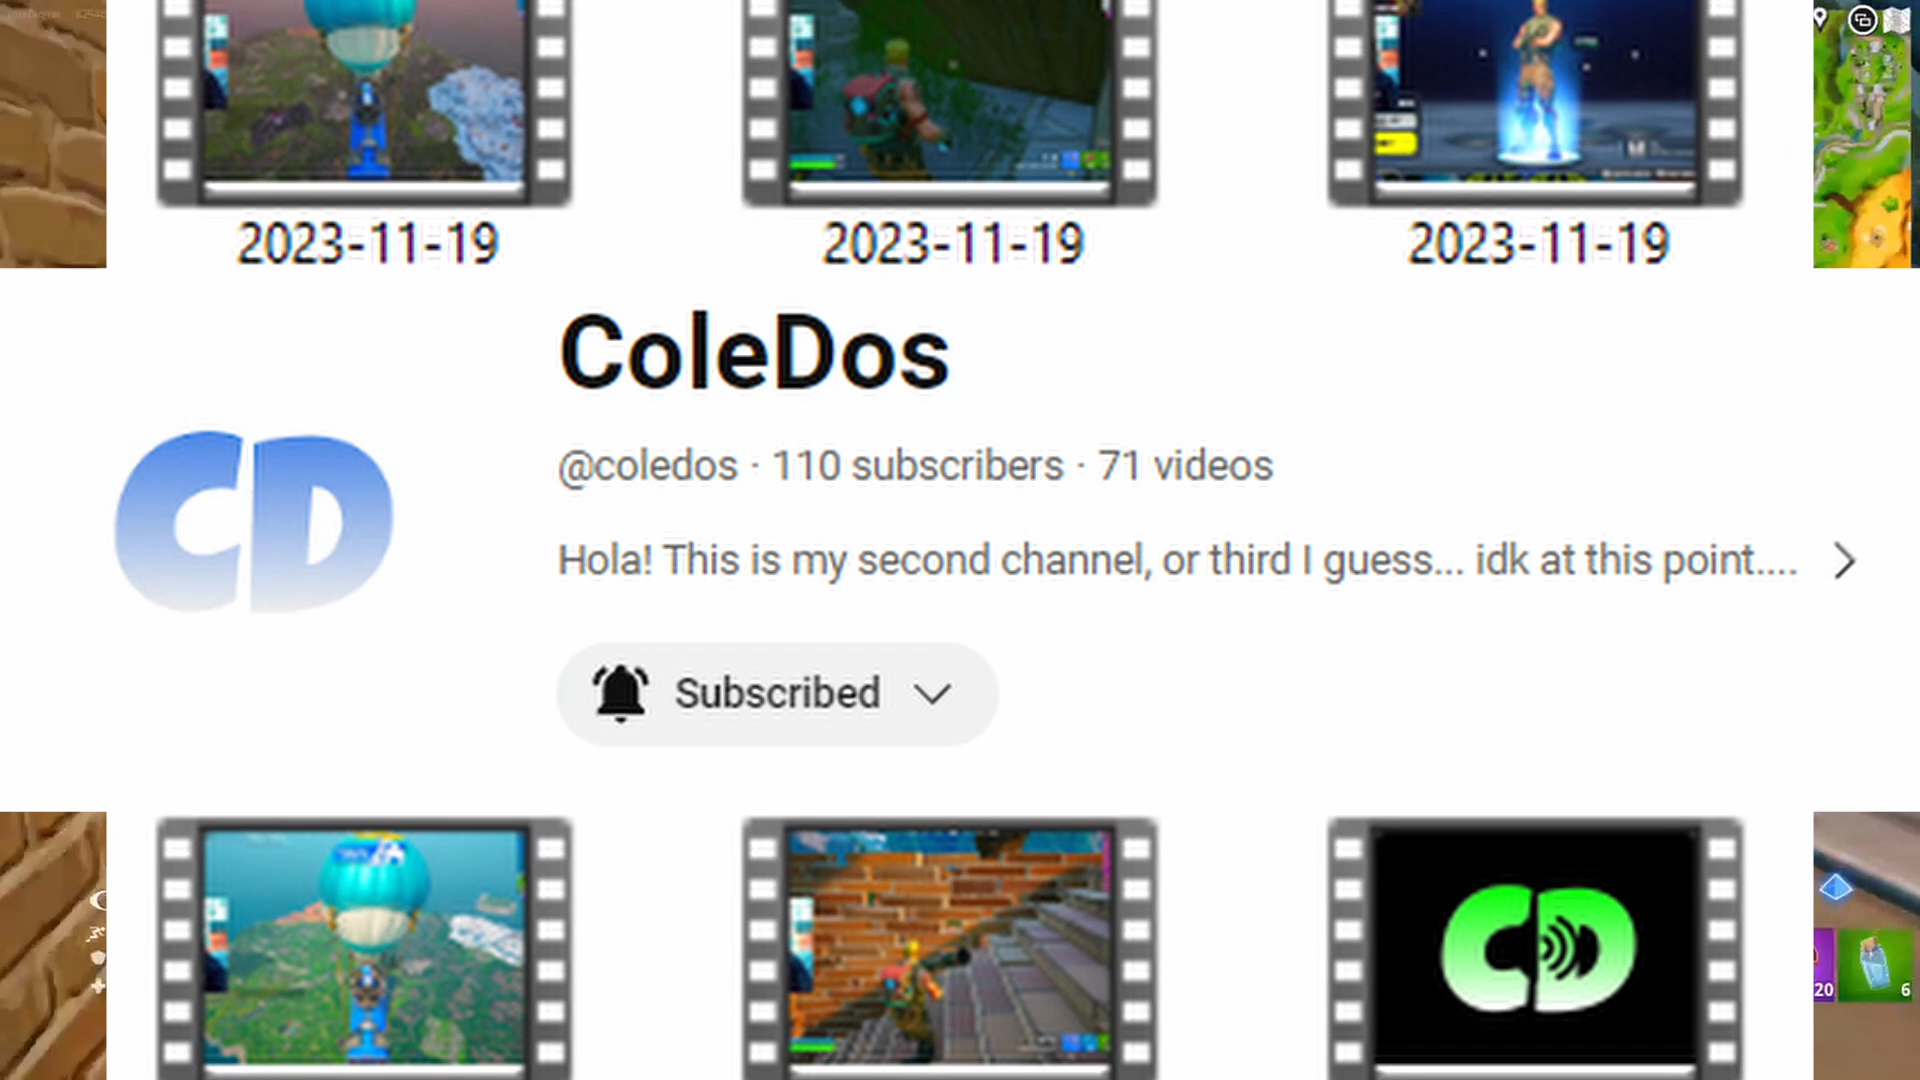 2023-11-19 2023-11-19 2023-11-19
ColeDos
@coledos · 110 subscribers · 71 videos
Hola! This is my second channel, or third I guess... idk at this point....
CD
Subscribed
CD
20 6